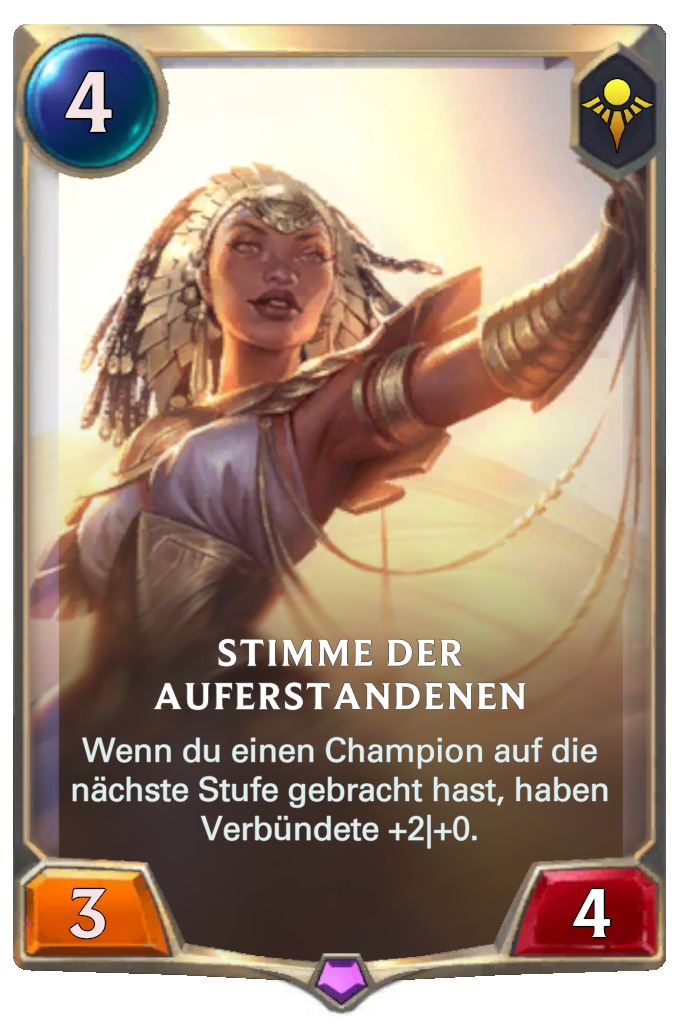 4
STIMME DER
AUFERSTANDENEN
Wenn du einen Champion auf die
nächste Stufe gebracht hast, haben
Verbündete +2|+0.
3
4